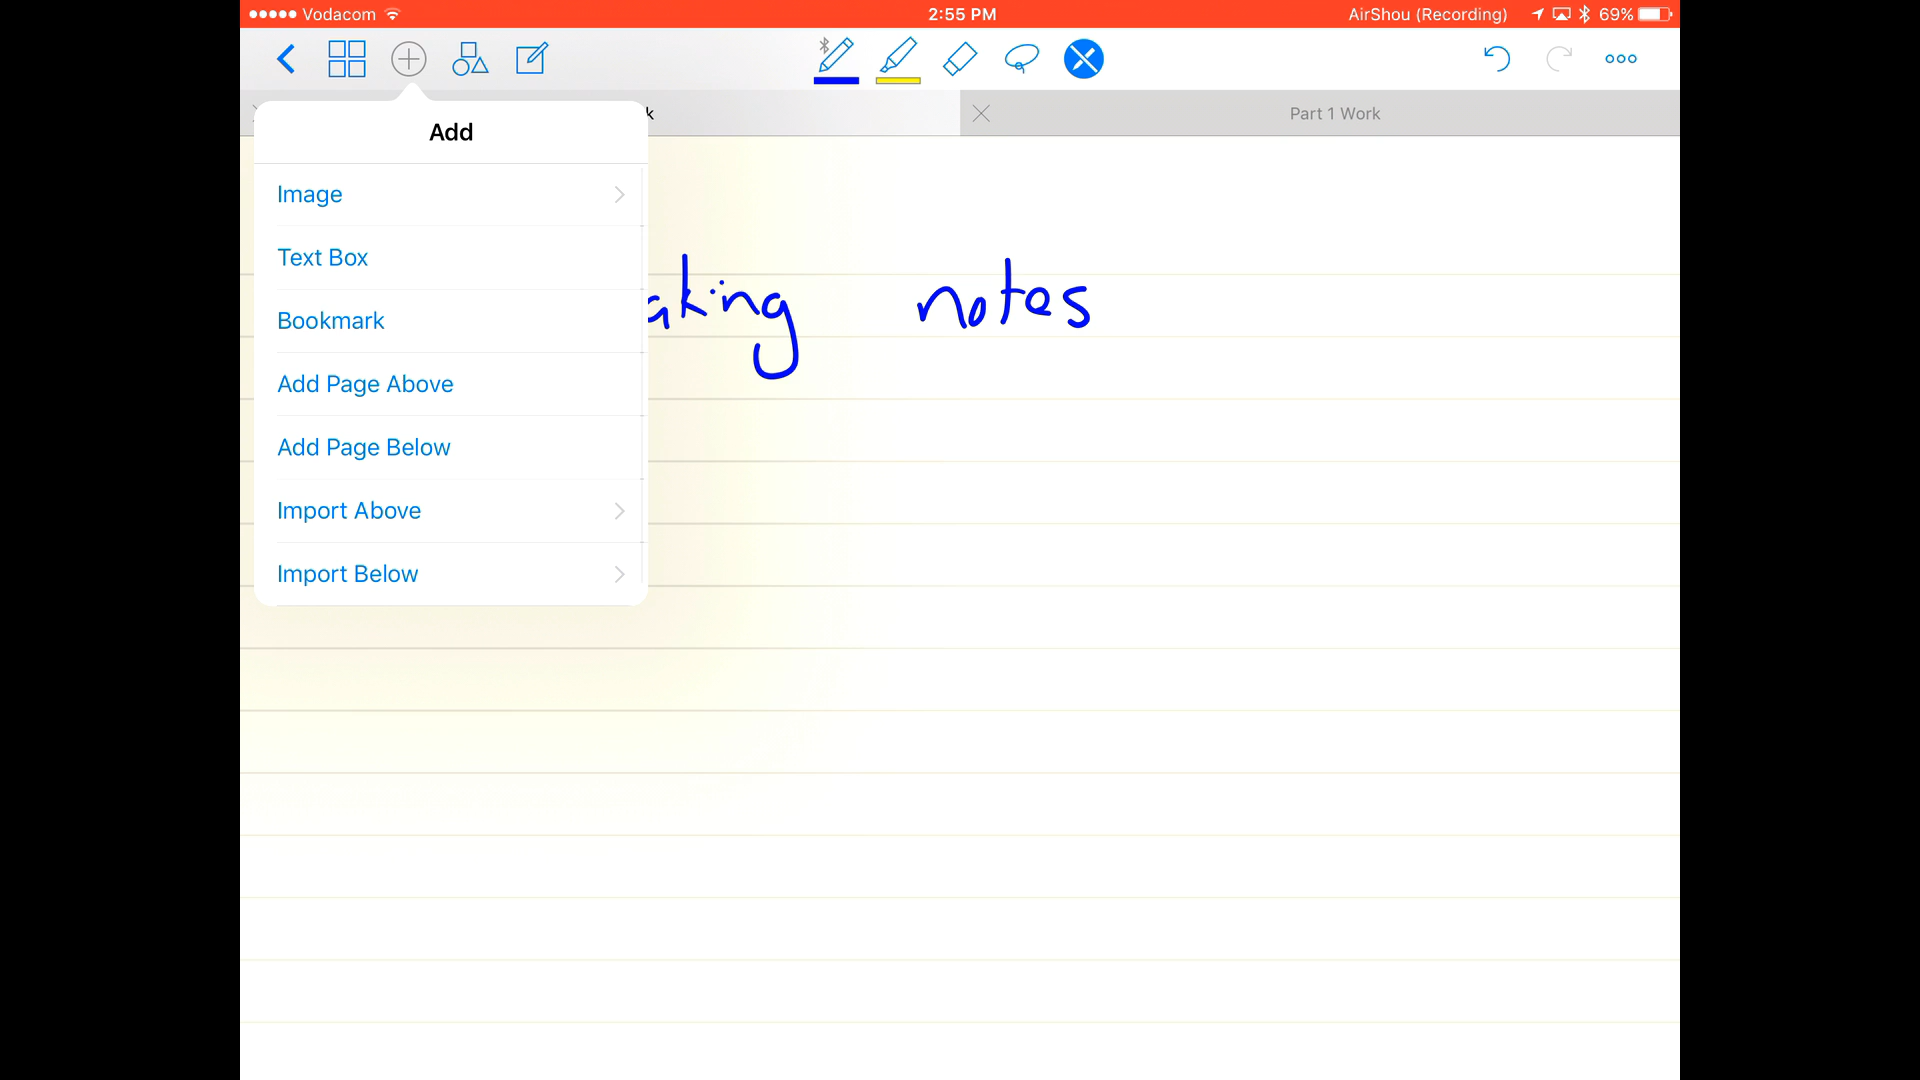 Vodacom 2:55 PM AirShou (Recording) 69%
k Part 1 Work
Add
Image
Text Box
Bookmark
Add Page Above
Add Page Below
Import Above
Import Below
aking notes